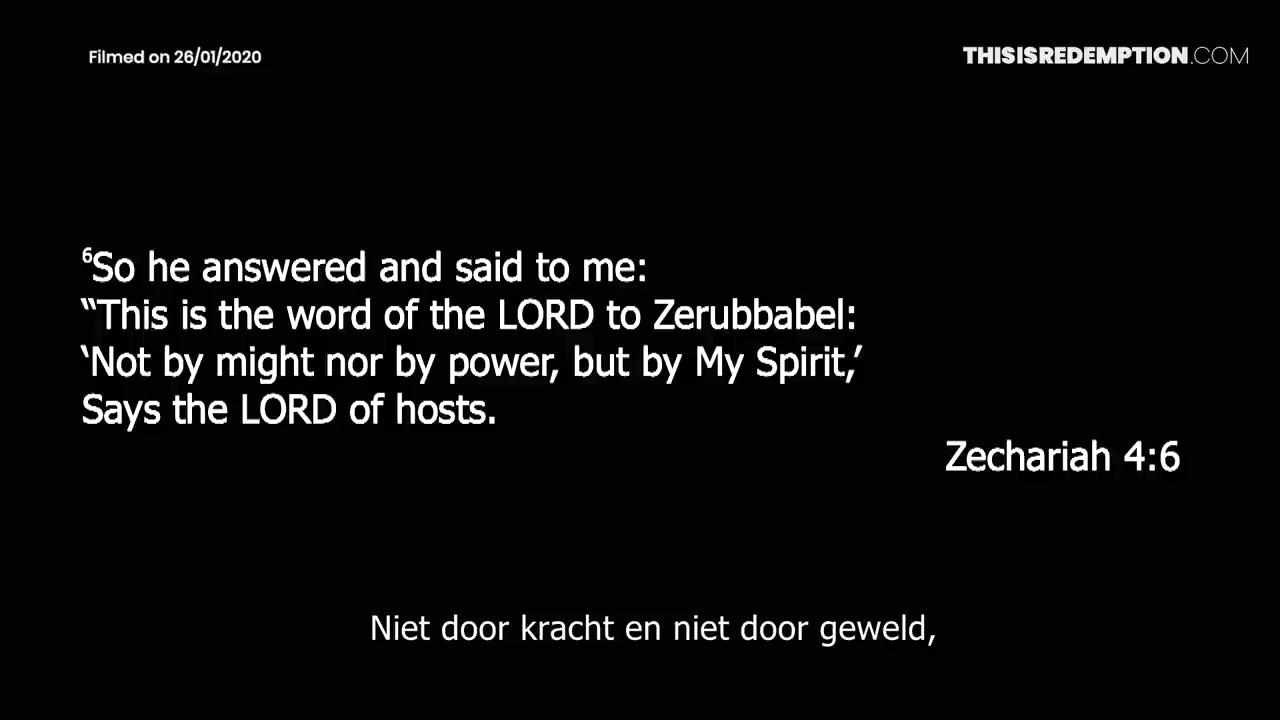 Filmed on 26/01/2020
THISISREDEMPTION.COM
⁶So he answered and said to me:
“This is the word of the LORD to Zerubbabel:
‘Not by might nor by power, but by My Spirit,’
Says the LORD of hosts.
Zechariah 4:6
Niet door kracht en niet door geweld,